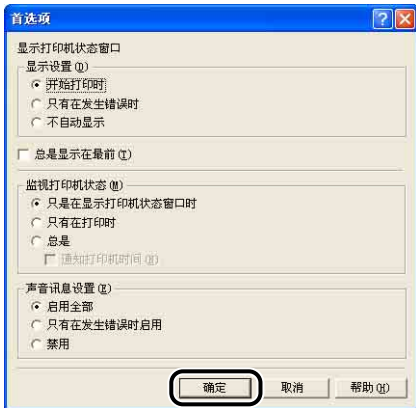 首选项
显示打印机状态窗口
显示设置(D)
开始打印时
只有在发生错误时
不自动显示
总是显示在最前(T)
监视打印机状态(M)
只是在显示打印机状态窗口时
只有在打印时
总是
通知打印机时间(N)
声音讯息设置(E)
启用全部
只有在发生错误时启用
禁用
确定 取消 帮助(H)